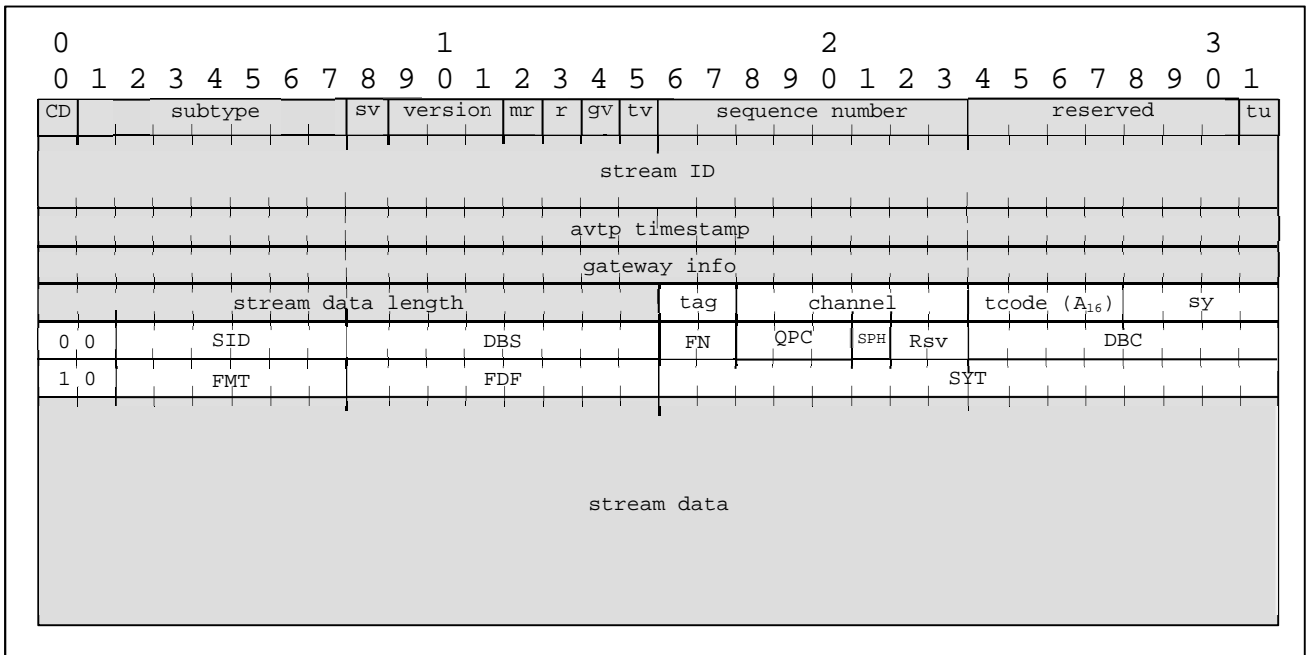 0 1 2 3
0 1 2 3 4 5 6 7 8 9 0 1 2 3 4 5 6 7 8 9 0 1 2 3 4 5 6 7 8 9 0 1
CD subtype sv version mr r gv tv sequence number reserved tu
stream ID
avtp timestamp
gateway info
stream data length tag channel tcode (A₁₆) sy
0 0 SID DBS FN QPC SPH Rsv DBC
1 0 FMT FDF SYT
stream data